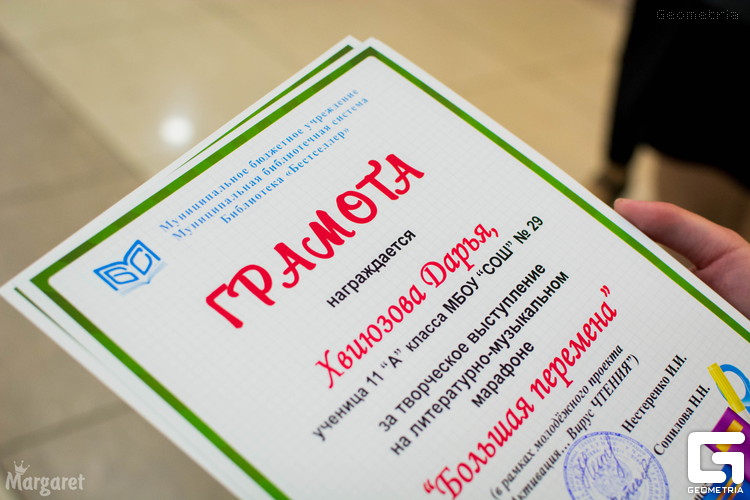 Geometria
Муниципальное бюджетное учреждение
Муниципальная библиотечная система
Библиотека «Бестселлер»
БС
ГРАМОТА
награждается
Хвиюзова Дарья,
ученица 11 “А” класса МБОУ “СОШ” № 29
за творческое выступление
на литературно-музыкальном
марафоне
“Большая перемена”
(в рамках молодёжного проекта
активация... Вирус ЧТЕНИЯ”)
Нестеренко И.И.
Сопилова Н.Н.
Margaret
G
GEOMETRIA